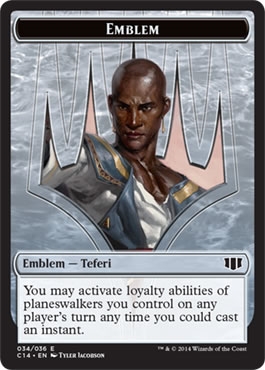 EMBLEM
Emblem — Teferi
You may activate loyalty abilities of
planeswalkers you control on any
player's turn any time you could cast
an instant.
034/036 E
C14 • EN TYLER JACOBSON
™ & © 2014 Wizards of the Coast